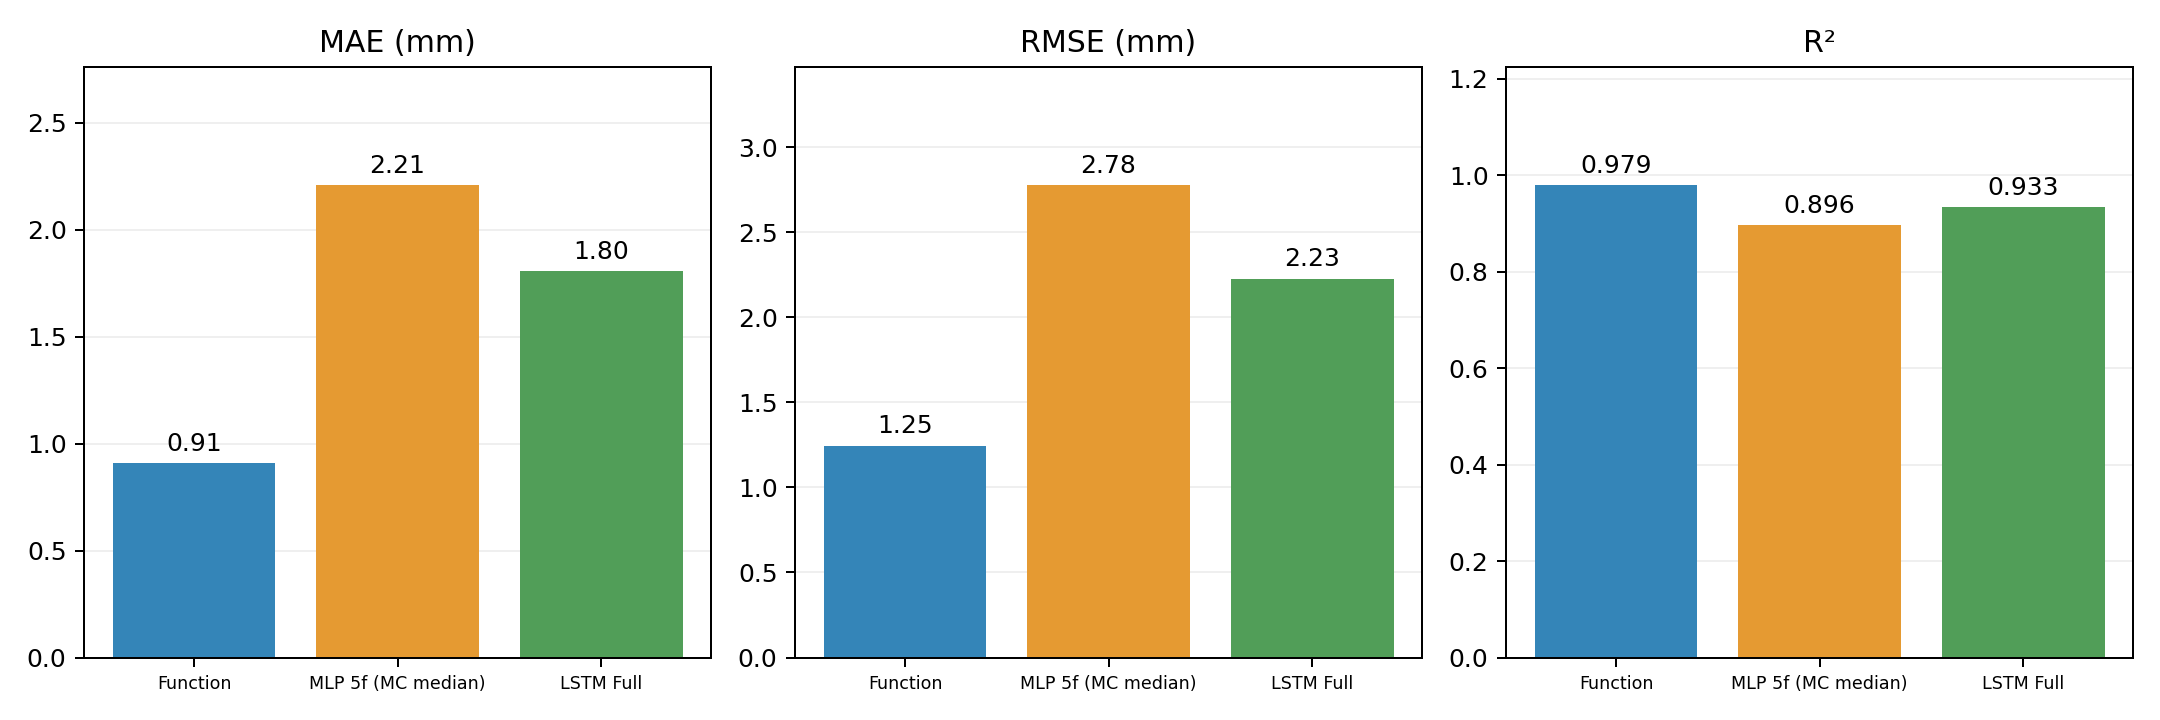 MAE (mm)
2.5
2.0
1.5
1.0
0.5
0.0
2.21
1.80
0.91
Function
MLP 5f (MC median)
LSTM Full
RMSE (mm)
3.0
2.5
2.0
1.5
1.0
0.5
0.0
2.78
2.23
1.25
Function
MLP 5f (MC median)
LSTM Full
R²
1.2
1.0
0.8
0.6
0.4
0.2
0.0
0.979
0.896
0.933
Function
MLP 5f (MC median)
LSTM Full